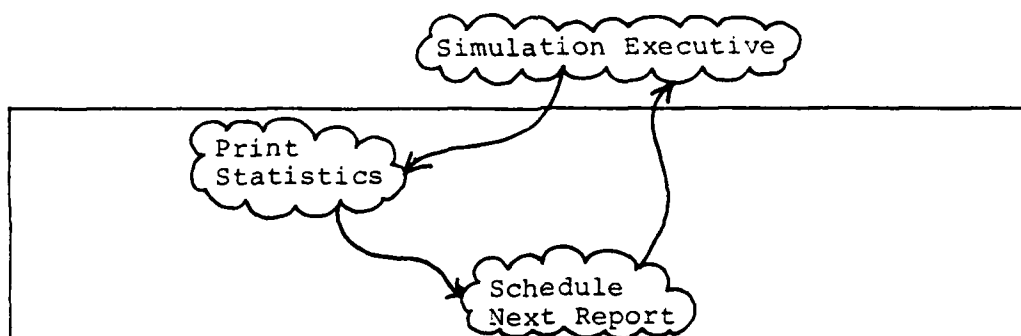 Simulation Executive
Print
Statistics
Schedule
Next Report